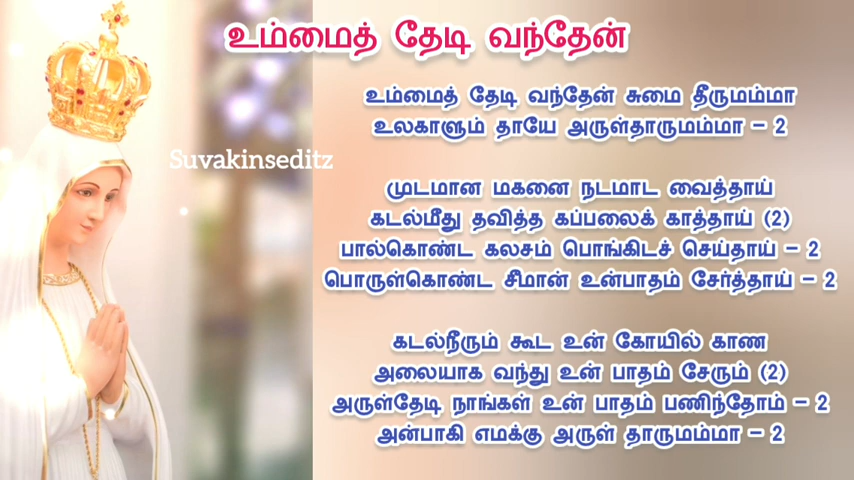 உம்மைத் தேடி வந்தேன்
உம்மைத் தேடி வந்தேன் சுமை தீருமம்மா
உலகாளும் தாயே அருள்தாருமம்மா – 2
Suvakinseditz
முடமான மகனை நடமாட வைத்தாய்
கடல்மீது தவித்த கப்பலைக் காத்தாய் (2)
பால்கொண்ட கலசம் பொங்கிடச் செய்தாய் – 2
பொருள்கொண்ட சீமான் உன்பாதம் சேர்த்தாய் – 2
கடல்நீரும் கூட உன் கோயில் காண
அலையாக வந்து உன் பாதம் சேரும் (2)
அருள்தேடி நாங்கள் உன் பாதம் பணிந்தோம் – 2
அன்பாகி எமக்கு அருள் தாருமம்மா – 2